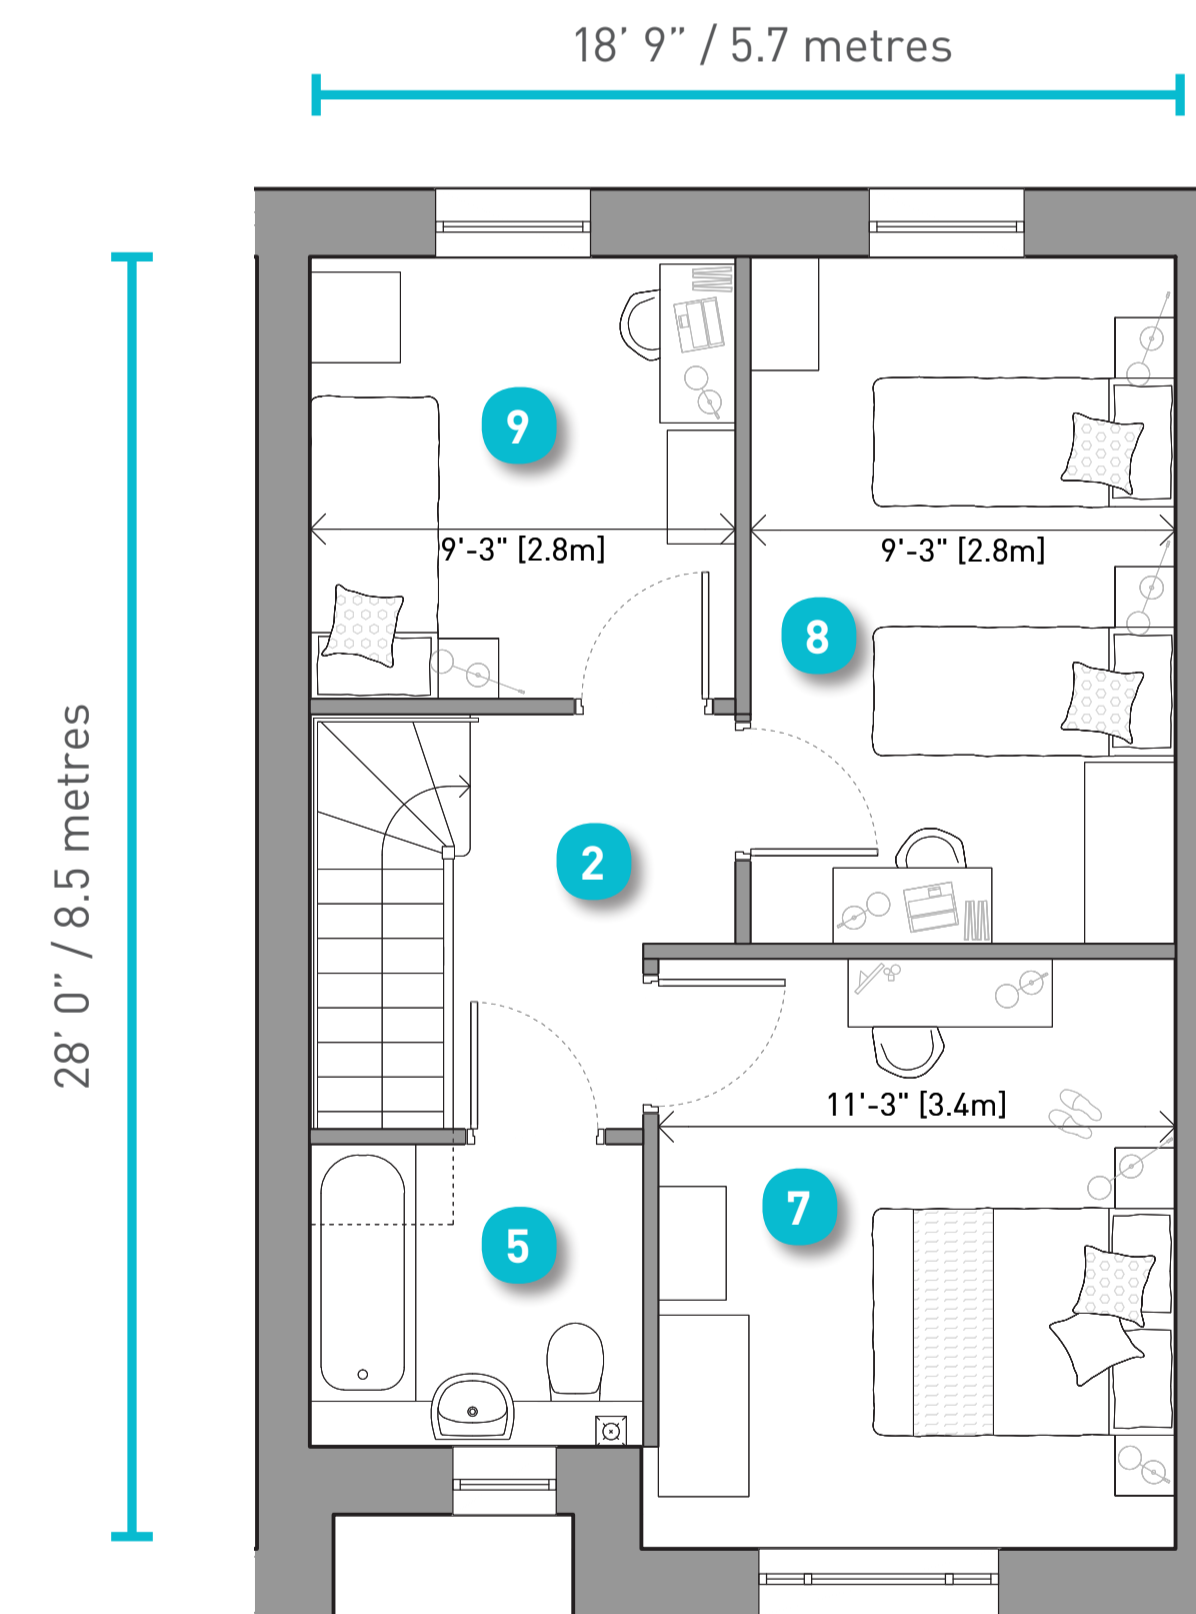 18’ 9” / 5.7 metres
28’ 0” / 8.5 metres
9
9'-3" [2.8m]
9'-3" [2.8m]
8
2
11'-3" [3.4m]
7
5